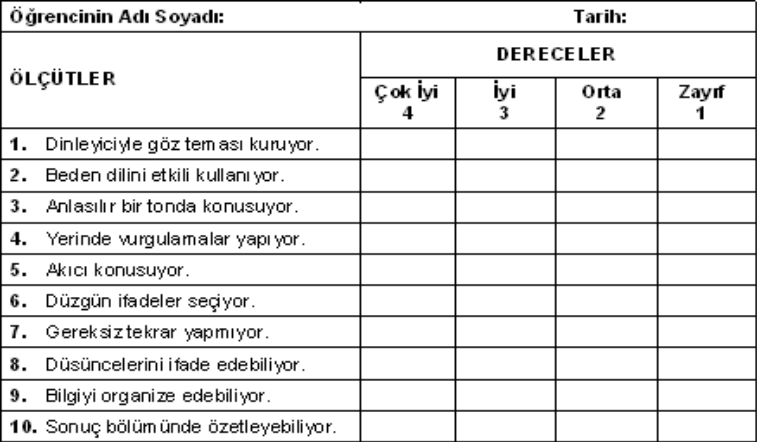 Öğrencinin Adı Soyadı: Tarih:
ÖLÇÜTLER
DERECELER
Çok İyi İyi Orta Zayıf
4 3 2 1
1. Dinleyiciyle göz teması kuruyor.
2. Beden dilini etkili kullanıyor.
3. Anlasılır bir tonda konusuyor.
4. Yerinde vurgulamalar yapıyor.
5. Akıcı konusuyor.
6. Düzgün ifadeler seçiyor.
7. Gereksiz tekrar yapmıyor.
8. Düsüncelerini ifade edebiliyor.
9. Bilgiyi organize edebiliyor.
10. Sonuç bölümünde özetleyebiliyor.